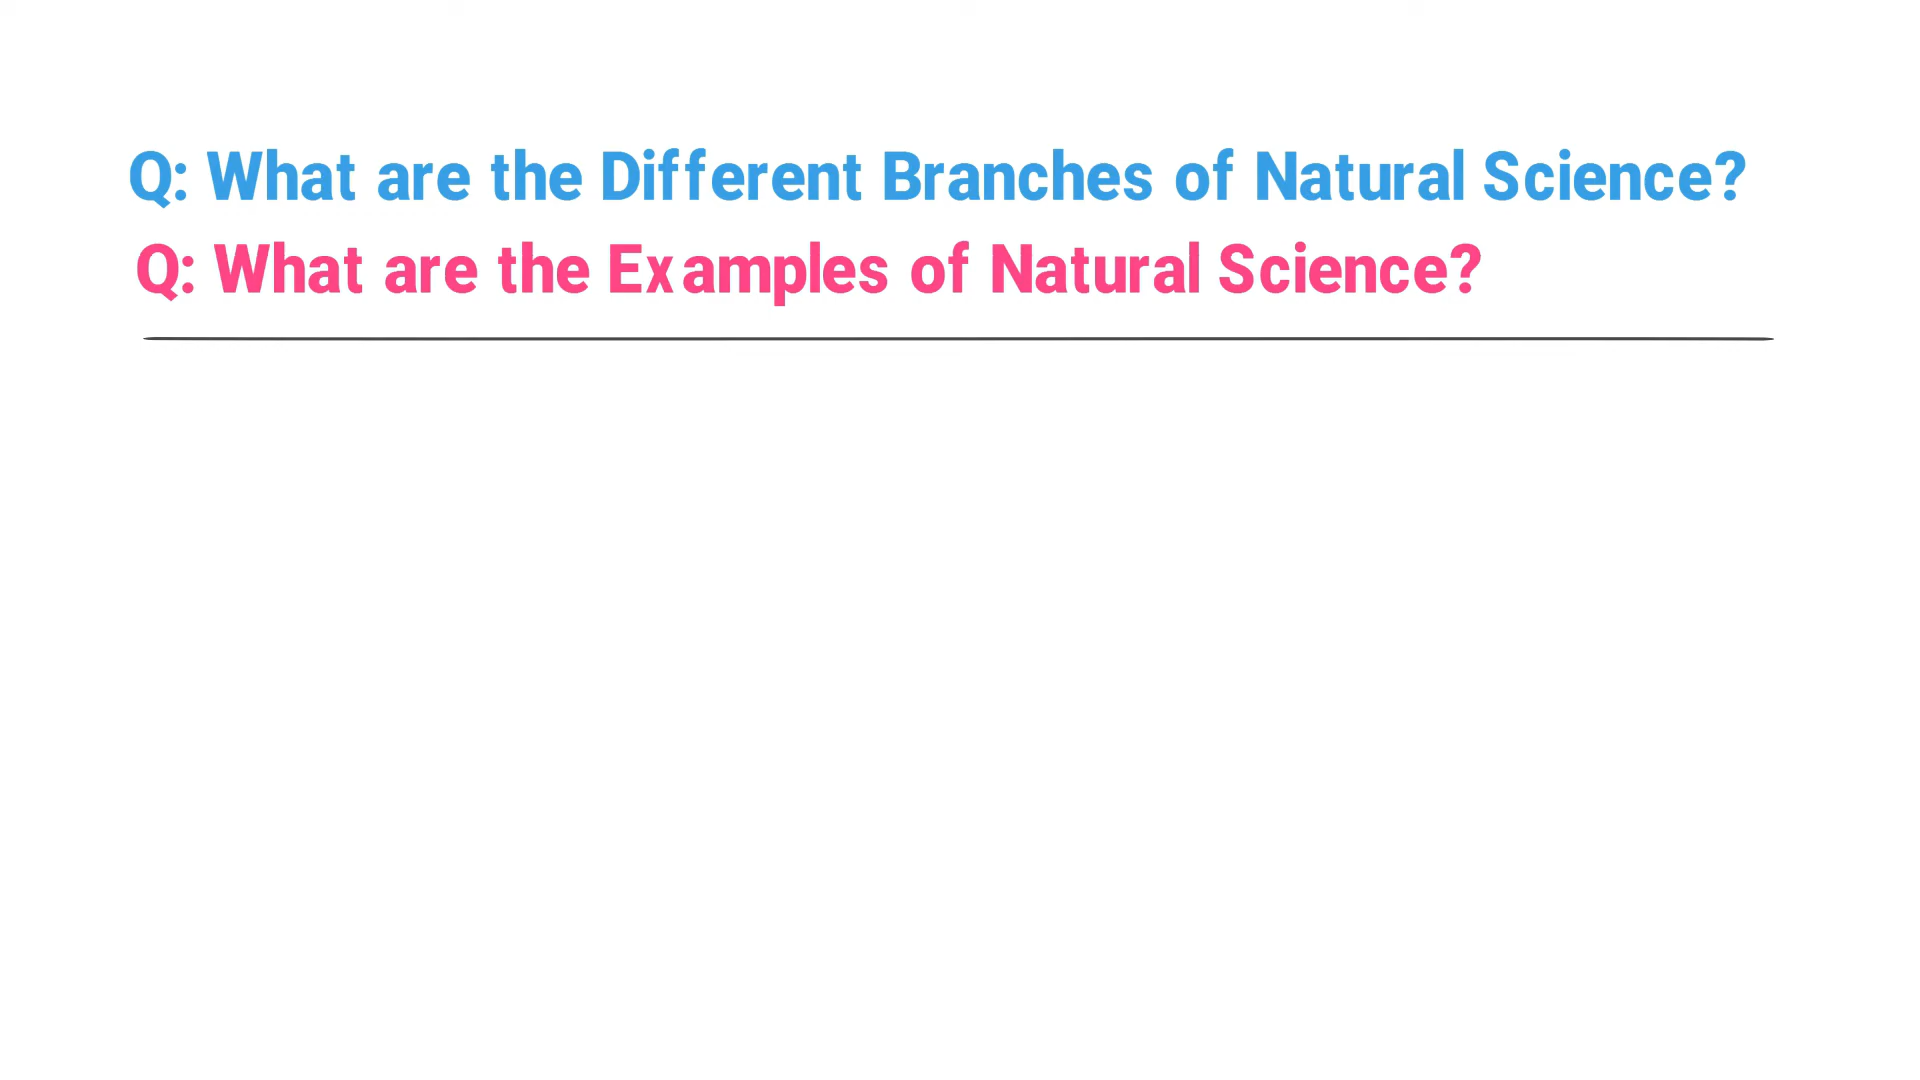 Q: What are the Different Branches of Natural Science?
Q: What are the Examples of Natural Science?